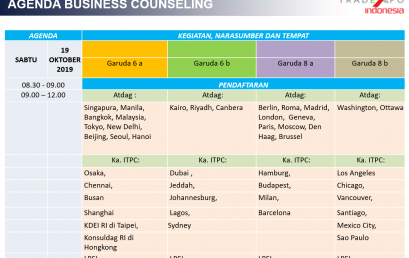 AGENDA BUSINESS COUNSELING
TRADE XPO
indonesia
AGENDA
KEGIATAN, NARASUMBER DAN TEMPAT
SABTU
19
OKTOBER
2019
Garuda 6 a
Garuda 6 b
Garuda 8 a
Garuda 8 b
08.30 - 09.00
PENDAFTARAN
09.00 – 12.00
Atdag :
Atdag:
Atdag:
Atdag:
Singapura, Manila,
Bangkok, Malaysia,
Tokyo, New Delhi,
Beijing, Seoul, Hanoi
Kairo, Riyadh, Canbera
Berlin, Roma, Madrid,
London, Geneva,
Paris, Moscow, Den
Haag, Brussel
Washington, Ottawa
Ka. ITPC:
Ka. ITPC:
Ka. ITPC:
Ka. ITPC:
Osaka,
Dubai ,
Hamburg,
Los Angeles
Chennai,
Jeddah,
Budapest,
Chicago,
Busan
Johannesburg,
Milan,
Vancouver,
Shanghai
Lagos,
Barcelona
Santiago,
KDEI RI di Taipei,
Sydney
Mexico City,
Konsuldag RI di
Hongkong
Sao Paulo